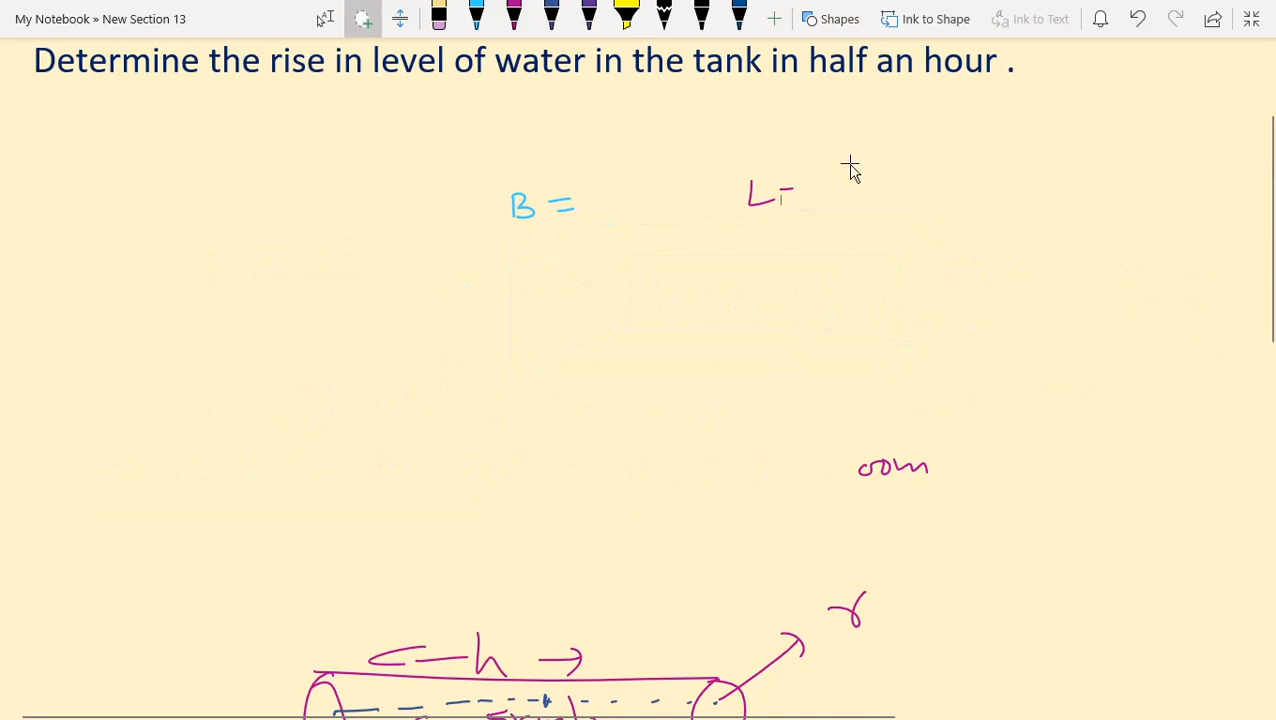 My Notebook » New Section 13
Shapes
Ink to Shape
Ink to Text
Determine the rise in level of water in the tank in half an hour .
B =
L =
oom
r
h